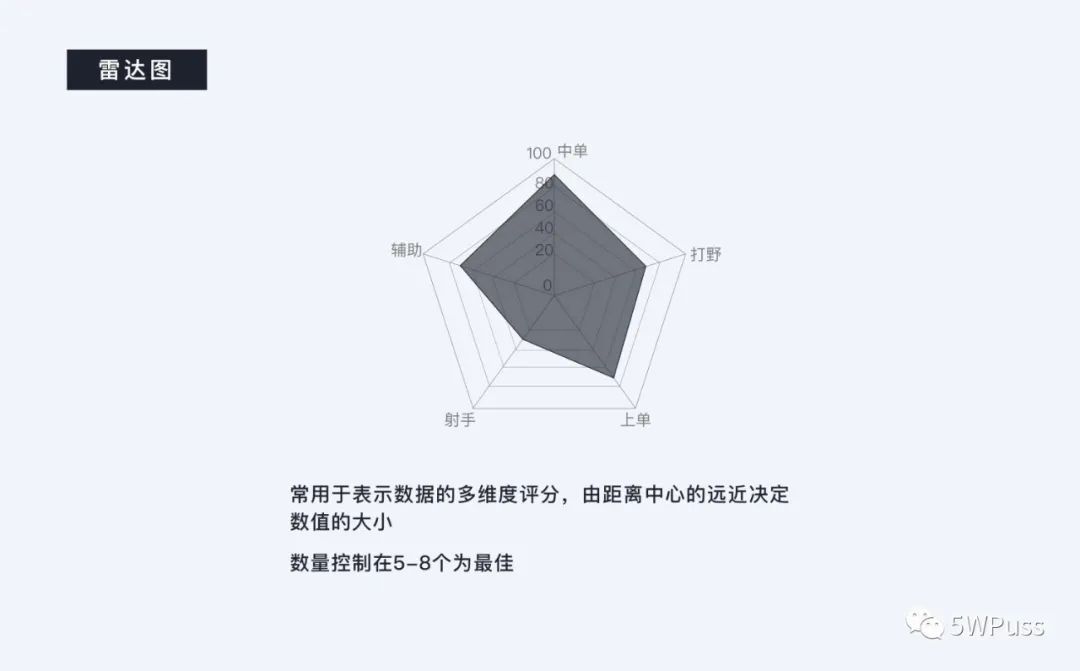 雷达图
100 中单
80
60
40
20
0
辅助
打野
射手
上单
常用于表示数据的多维度评分，由距离中心的远近决定
数值的大小
数量控制在5-8个为最佳
5WPuss